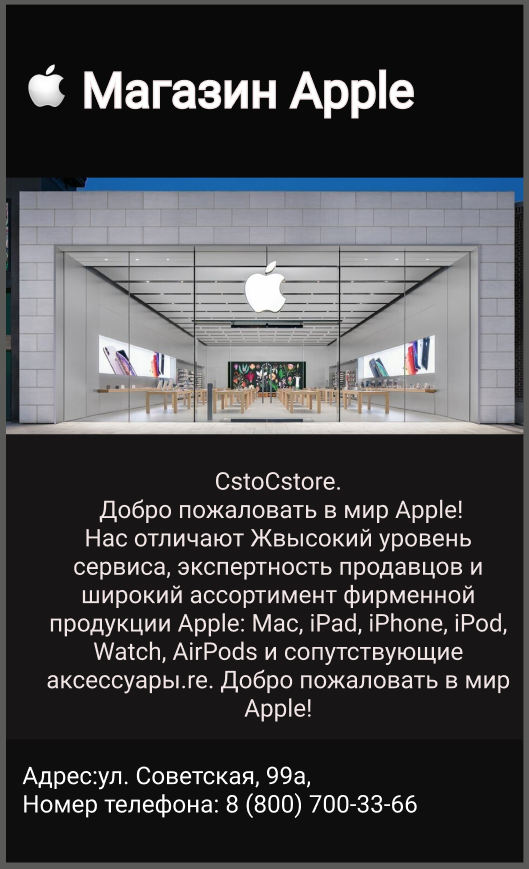 Магазин Apple
CstoCstore.
Добро пожаловать в мир Apple!
Нас отличают Жвысокий уровень
сервиса, экспертность продавцов и
широкий ассортимент фирменной
продукции Apple: Mac, iPad, iPhone, iPod,
Watch, AirPods и сопутствующие
аксессуары.re. Добро пожаловать в мир
Apple!
Адрес:ул. Советская, 99а,
Номер телефона: 8 (800) 700-33-66